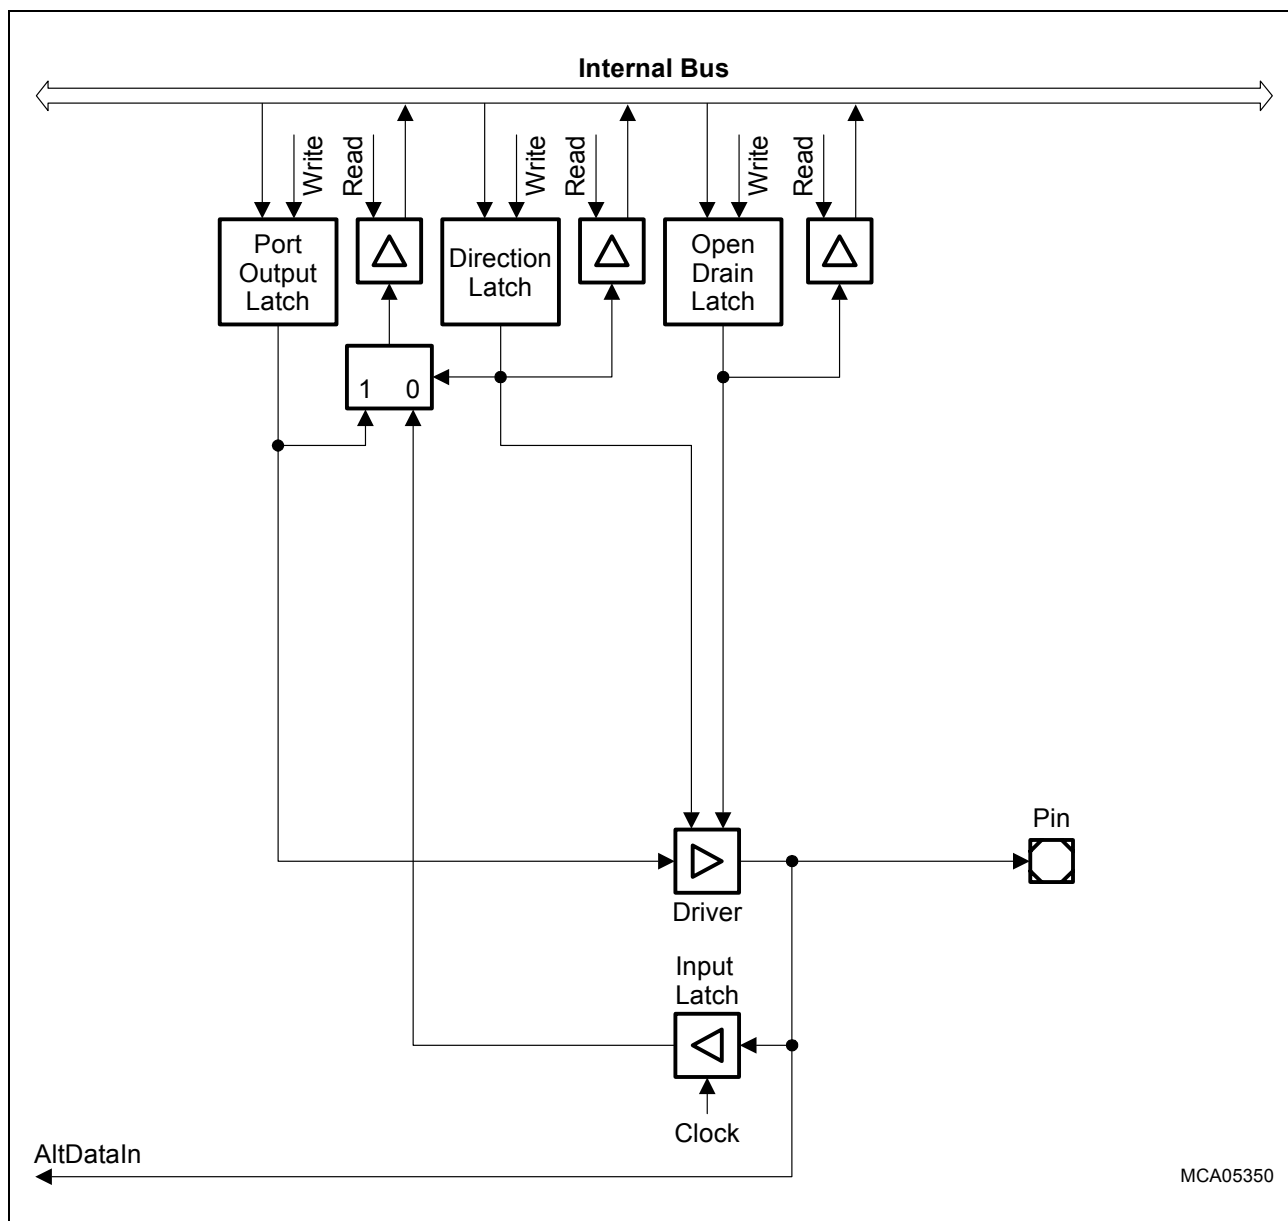 Internal Bus
Write
Read
Write
Read
Write
Read
Port
Output
Latch
Direction
Latch
Open
Drain
Latch
1 0
Pin
Driver
Input
Latch
Clock
AltDataIn
MCA05350